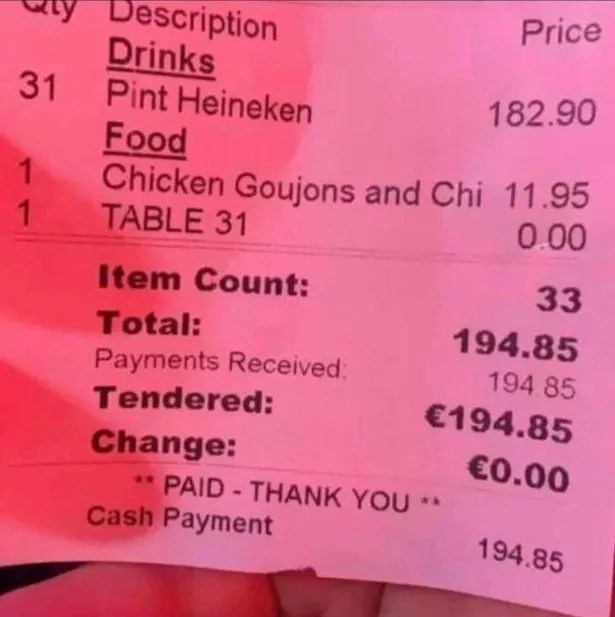 Qty Description Price
Drinks
31 Pint Heineken 182.90
Food
1 Chicken Goujons and Chi 11.95
1 TABLE 31 0.00
Item Count: 33
Total: 194.85
Payments Received: 194.85
Tendered: €194.85
Change: €0.00
** PAID - THANK YOU **
Cash Payment 194.85